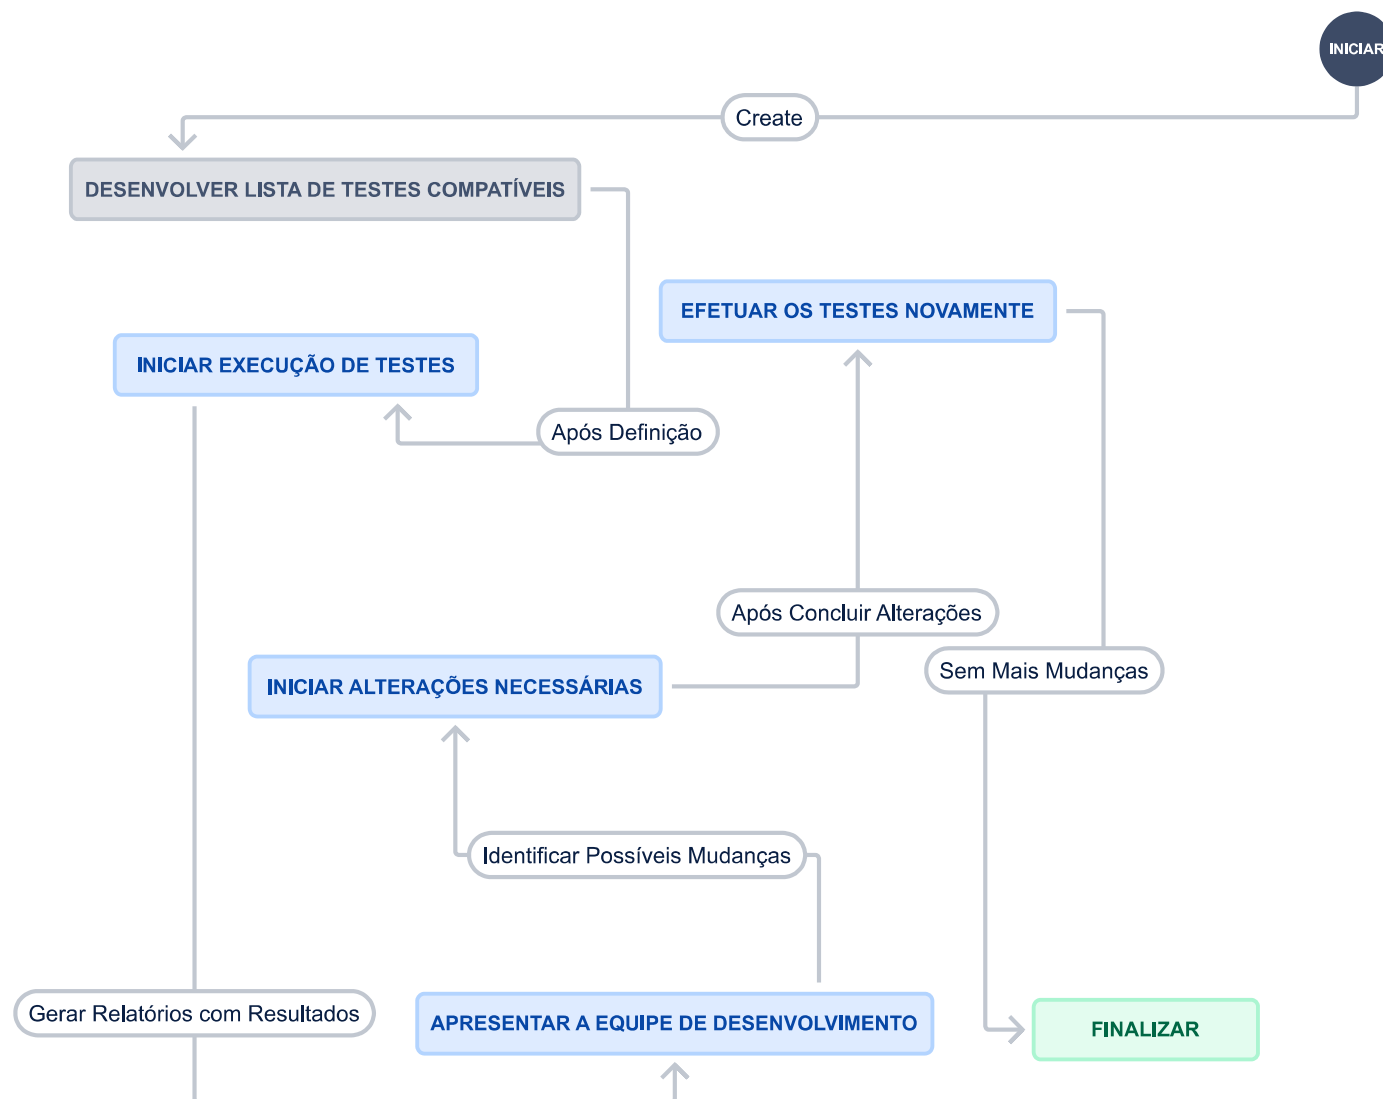 INICIAR
Create
DESENVOLVER LISTA DE TESTES COMPATÍVEIS
EFETUAR OS TESTES NOVAMENTE
INICIAR EXECUÇÃO DE TESTES
Após Definição
Após Concluir Alterações
Sem Mais Mudanças
INICIAR ALTERAÇÕES NECESSÁRIAS
Identificar Possíveis Mudanças
Gerar Relatórios com Resultados
APRESENTAR A EQUIPE DE DESENVOLVIMENTO
FINALIZAR